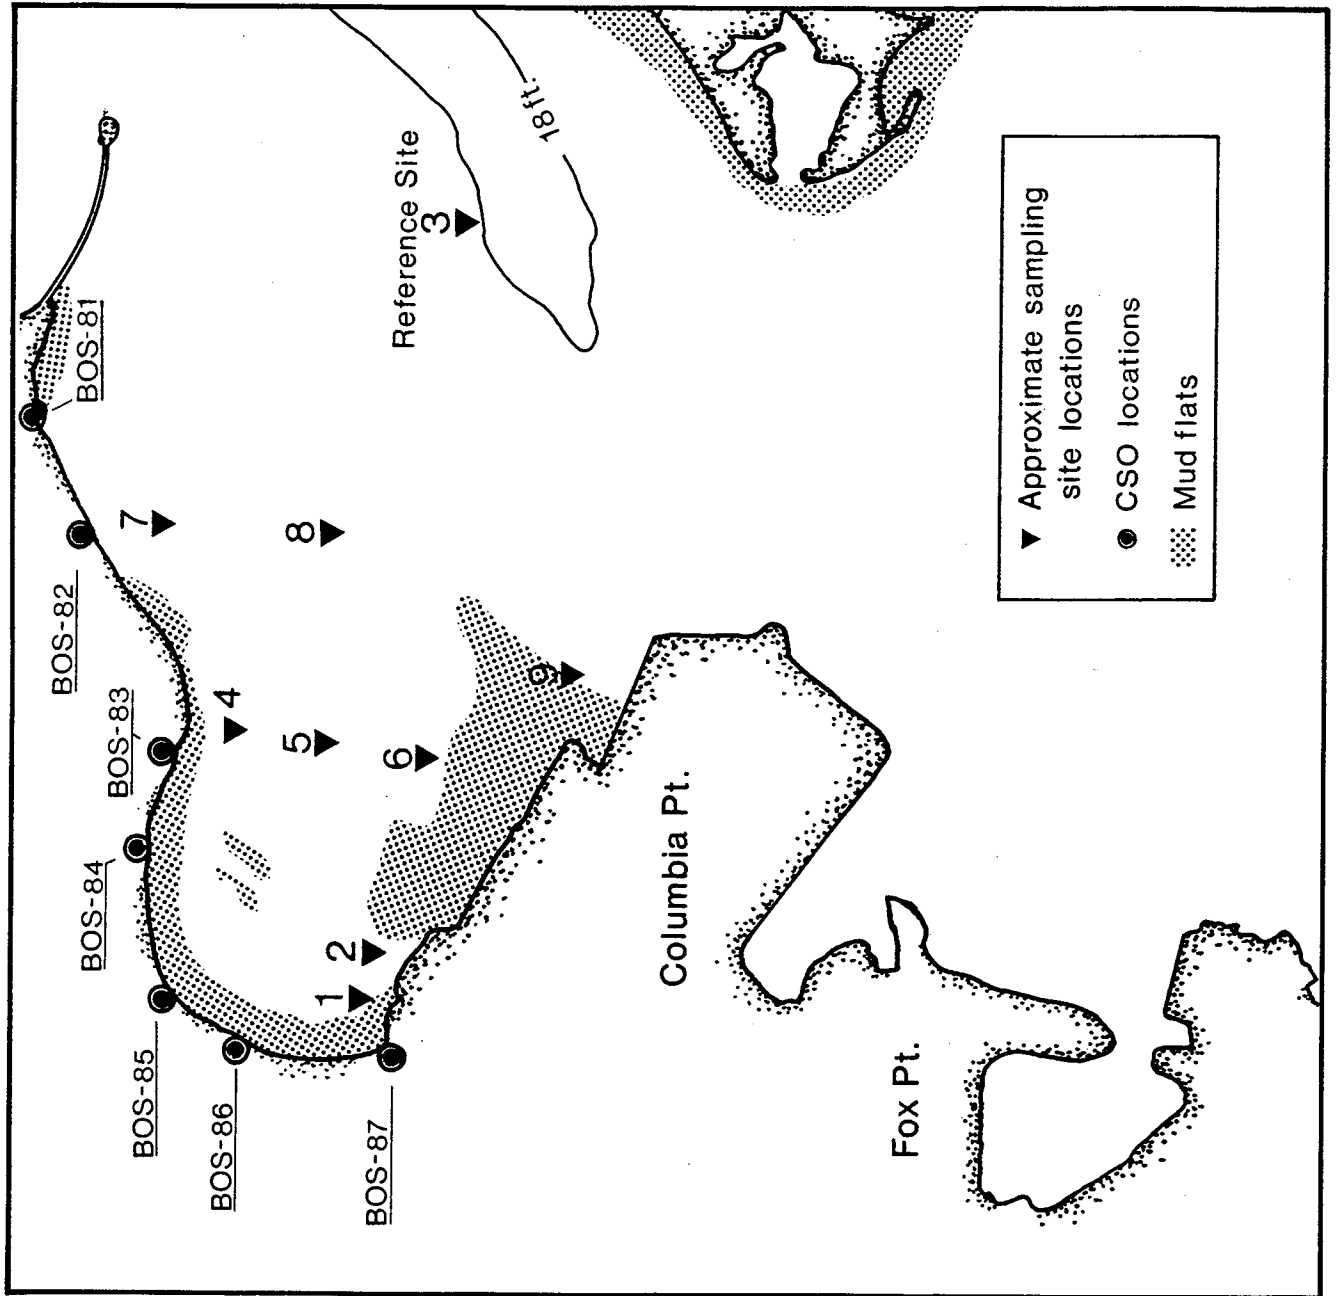 BOS-81
BOS-82
BOS-83
BOS-84
BOS-85
BOS-86
BOS-87
7
8
4
5
6
9
2
1
Reference Site
3
18ft.
Columbia Pt.
Fox Pt.
Approximate sampling
site locations
CSO locations
Mud flats